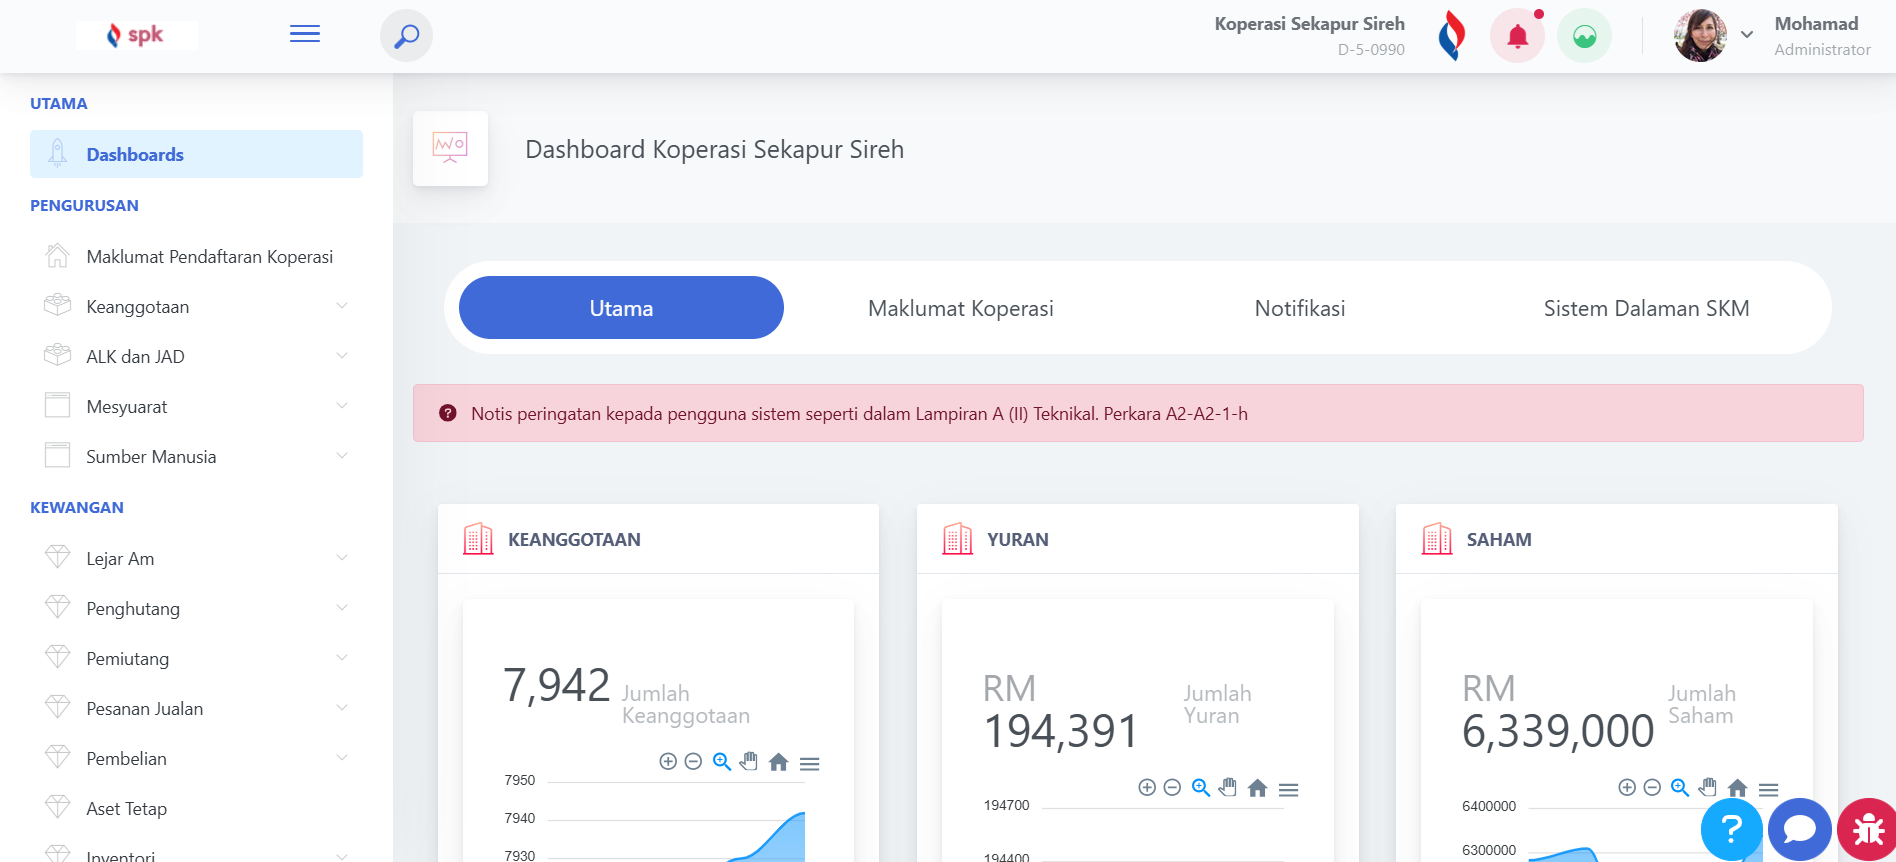 spk
Koperasi Sekapur Sireh
D-5-0990
Mohamad
Administrator
UTAMA
Dashboards
PENGURUSAN
Maklumat Pendaftaran Koperasi
Keanggotaan
ALK dan JAD
Mesyuarat
Sumber Manusia
KEWANGAN
Lejar Am
Penghutang
Pemiutang
Pesanan Jualan
Pembelian
Aset Tetap
Inventori
Dashboard Koperasi Sekapur Sireh
Utama
Maklumat Koperasi
Notifikasi
Sistem Dalaman SKM
Notis peringatan kepada pengguna sistem seperti dalam Lampiran A (II) Teknikal. Perkara A2-A2-1-h
KEANGGOTAAN
7,942
Jumlah
Keanggotaan
7950
7940
7930
YURAN
RM
194,391
Jumlah
Yuran
194700
194400
SAHAM
RM
6,339,000
Jumlah
Saham
6400000
6300000